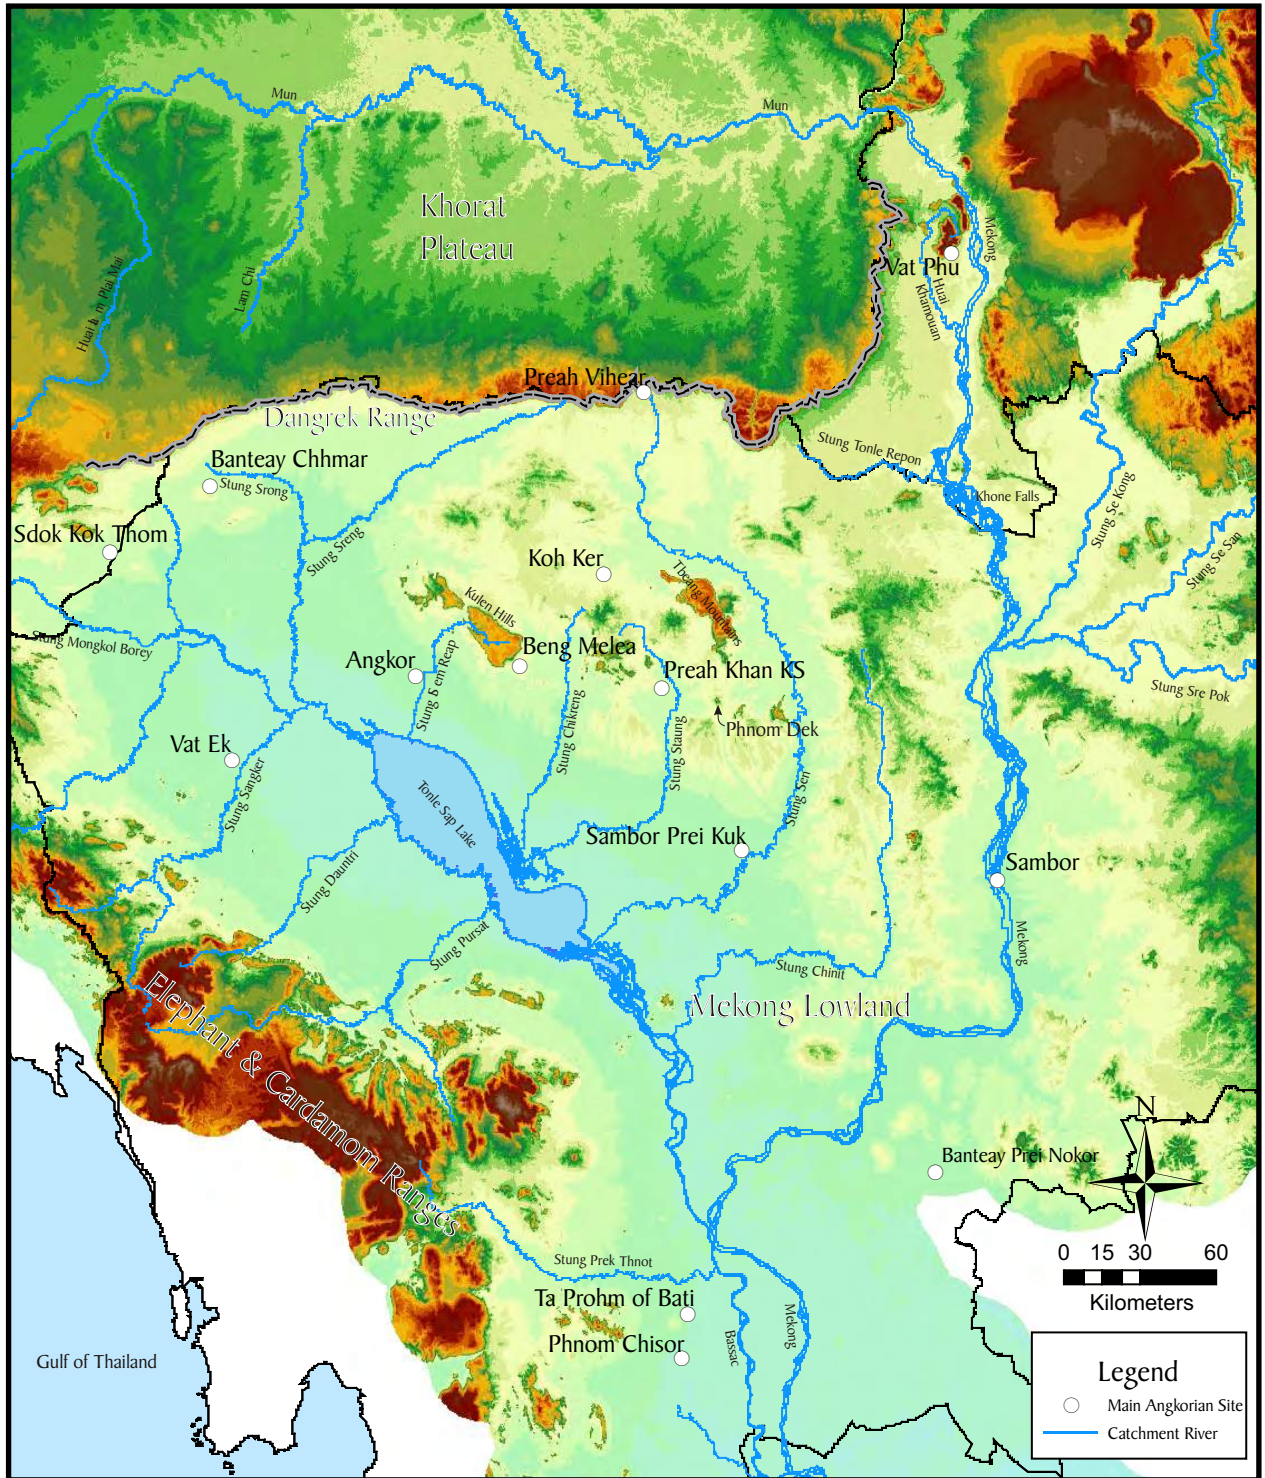 Mun
Mun
Khorat
Plateau
Mekong
Vat Phu
Huai
Khamouan
Lam Chi
Plai Mai
Preah Vihear
Dangrek Range
Stung Tonle Repon
Banteay Chhmar
Stung Srong
Khone Falls
Stung Se Kong
Sdok Kok Thom
Stung Sreng
Koh Ker
Stung Se San
Tbeang Mountains
Kulen Hills
Stung Mongkol Borey
Beng Melea
Angkor
Preah Khan KS
Stung Sre Pok
Stung
Reap
Stung Chikreng
Stung Staung
Phnom Dek
Vat Ek
Stung Sangker
Tonle Sap Lake
Stung Sen
Sambor Prei Kuk
Sambor
Stung Dauntri
Stung Pursat
Mekong
Stung Chinit
Mekong Lowland
Elephant & Cardamom Ranges
N
Banteay Prei Nokor
0 15 30 60
Kilometers
Stung Prek Thnot
Ta Prohm of Bati
Phnom Chisor
Bassac
Mekong
Gulf of Thailand
Legend
Main Angkorian Site
Catchment River